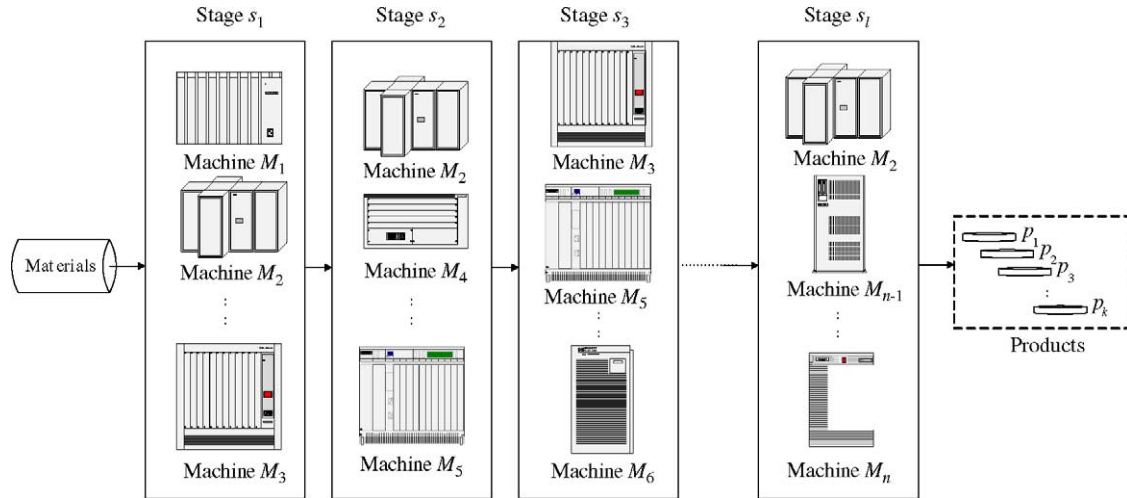 Stage s₁
Stage s₂
Stage s₃
Stage sₗ
Materials
Machine M₁
Machine M₂
⋮
Machine M₃
Machine M₂
Machine M₄
⋮
Machine M₅
Machine M₃
Machine M₅
⋮
Machine M₆
Machine M₂
Machine Mₙ₋₁
⋮
Machine Mₙ
p₁
p₂
p₃
⋮
pₖ
Products